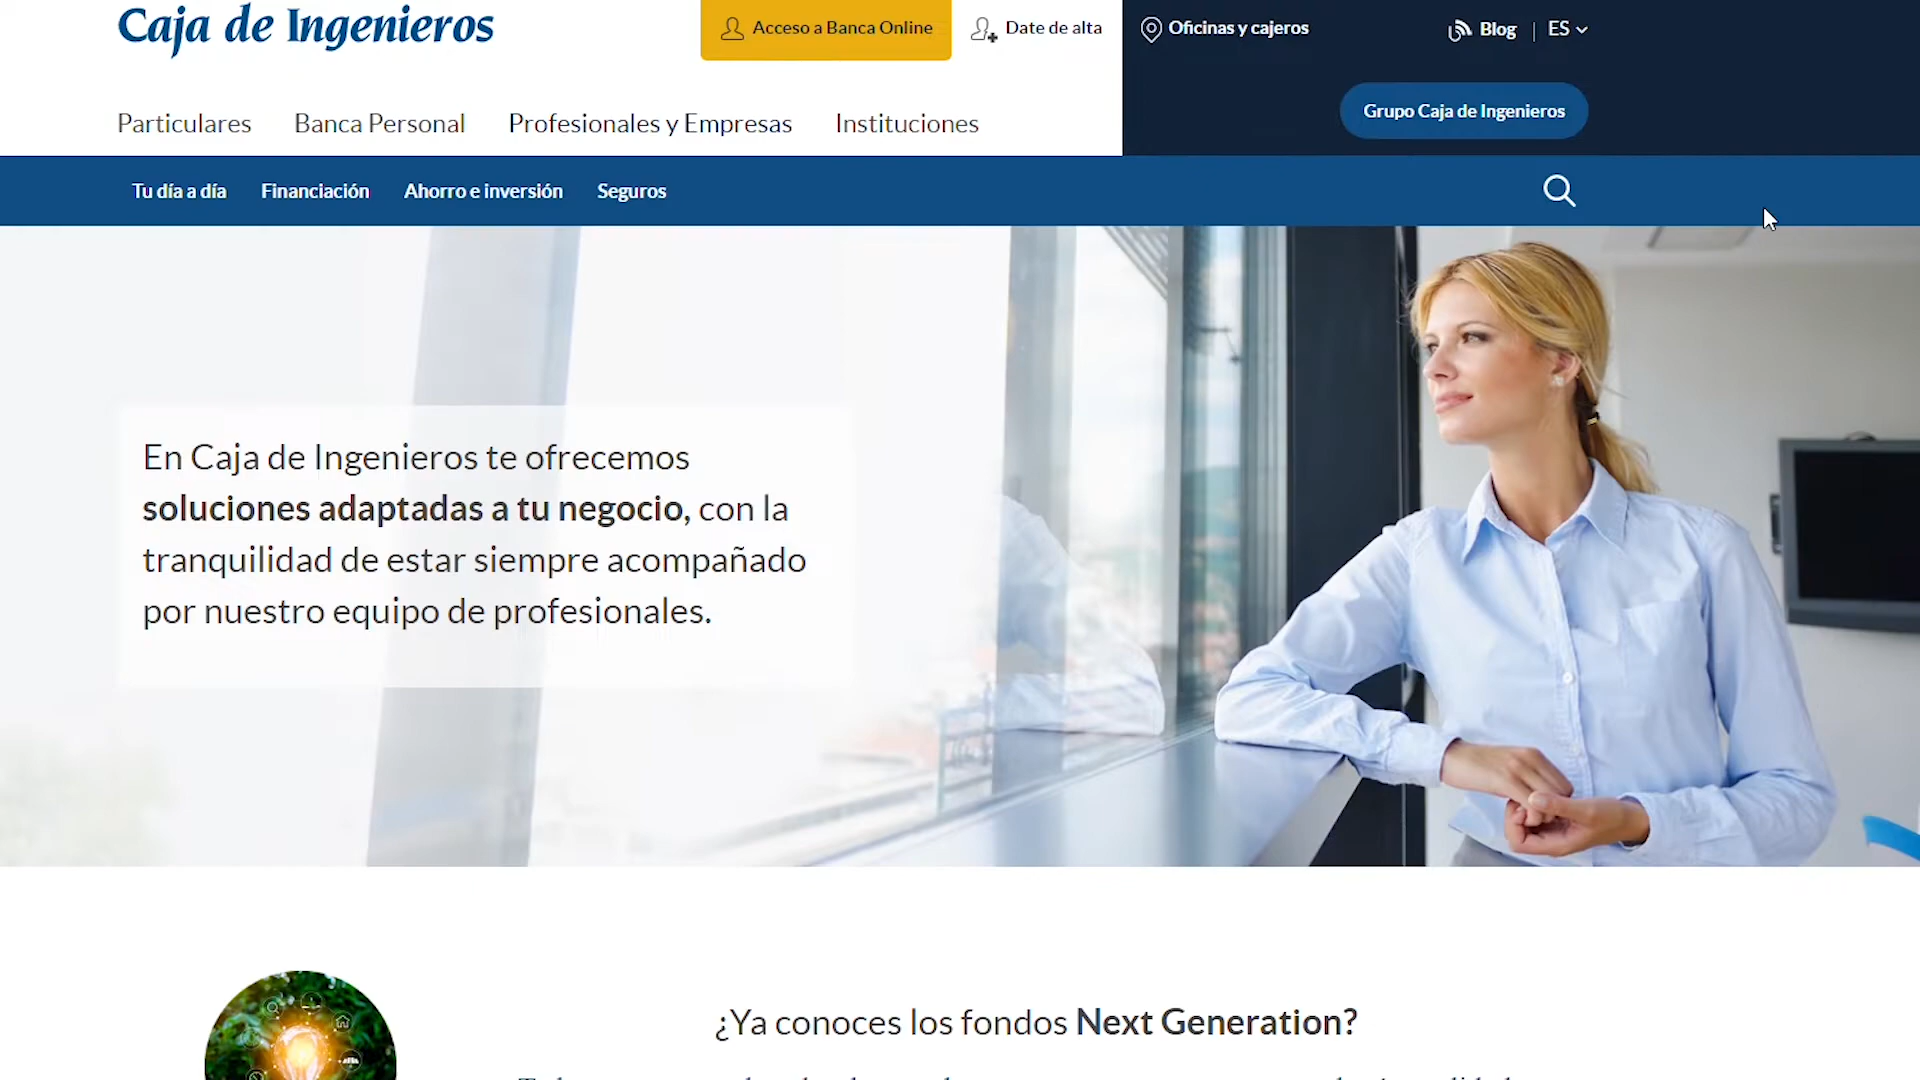 Caja de Ingenieros
Acceso a Banca Online
Date de alta
Oficinas y cajeros
Blog
ES
Grupo Caja de Ingenieros
Particulares
Banca Personal
Profesionales y Empresas
Instituciones
Tu día a día
Financiación
Ahorro e inversión
Seguros
En Caja de Ingenieros te ofrecemos
soluciones adaptadas a tu negocio, con la
tranquilidad de estar siempre acompañado
por nuestro equipo de profesionales.
¿Ya conoces los fondos Next Generation?